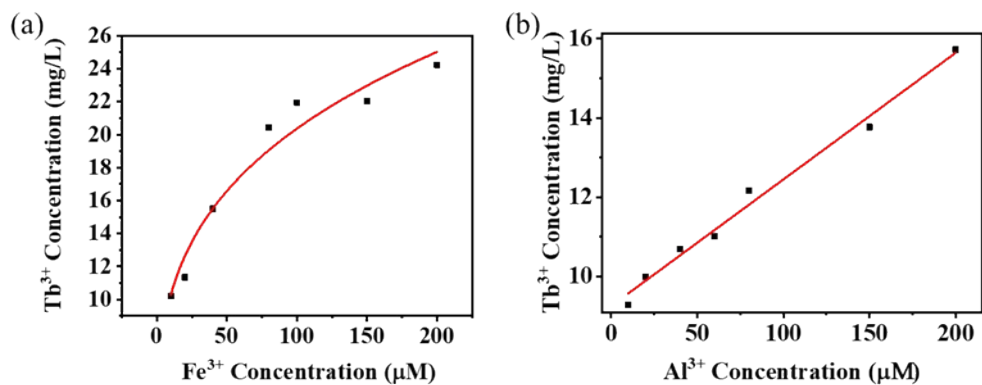 (a)
Tb³⁺ Concentration (mg/L)
26
24
22
20
18
16
14
12
10
0 50 100 150 200
Fe³⁺ Concentration (μM)
(b)
Tb³⁺ Concentration (mg/L)
16
14
12
10
0 50 100 150 200
Al³⁺ Concentration (μM)